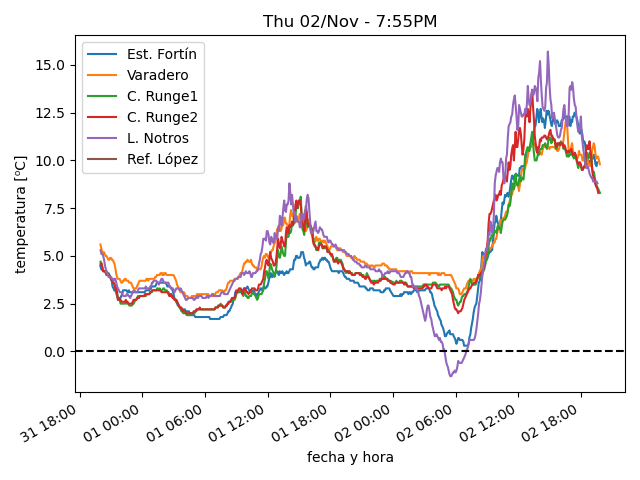 Thu 02/Nov - 7:55PM
Est. Fortín
Varadero
C. Runge1
C. Runge2
L. Notros
Ref. López
temperatura [ºC]
15.0
12.5
10.0
7.5
5.0
2.5
0.0
31 18:00
01 00:00
01 06:00
01 12:00
01 18:00
02 00:00
02 06:00
02 12:00
02 18:00
fecha y hora